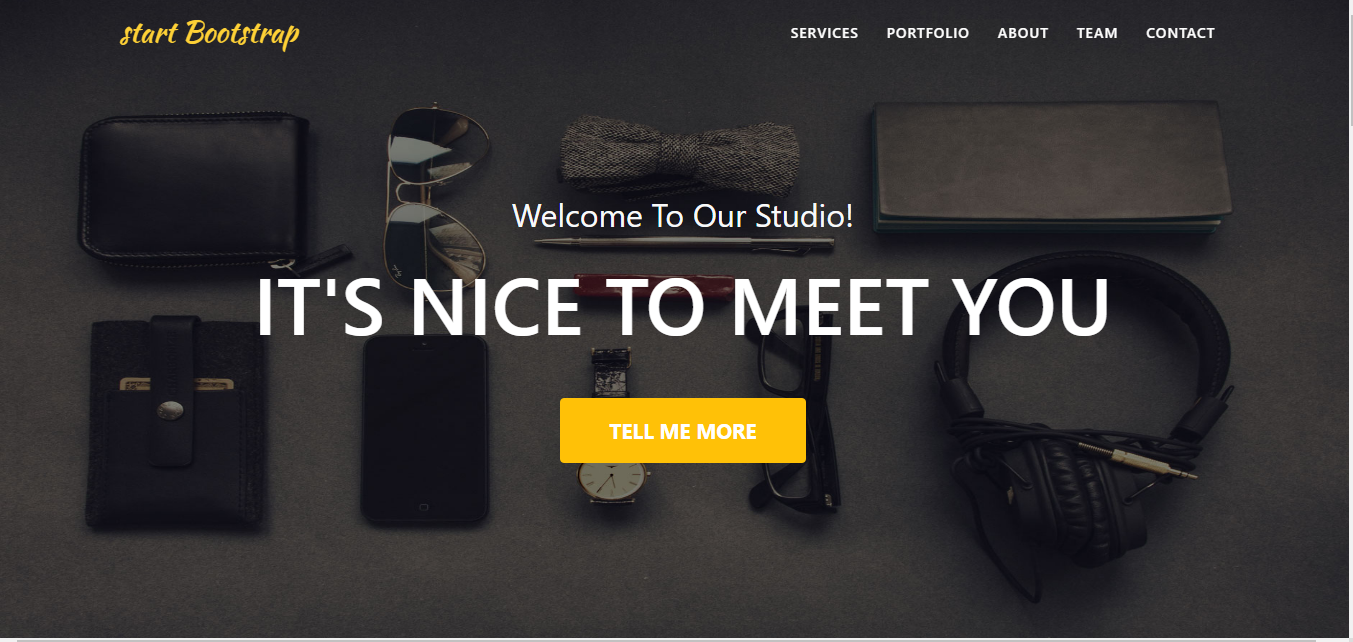 start Bootstrap
SERVICES PORTFOLIO ABOUT TEAM CONTACT
Welcome To Our Studio!
IT'S NICE TO MEET YOU
TELL ME MORE